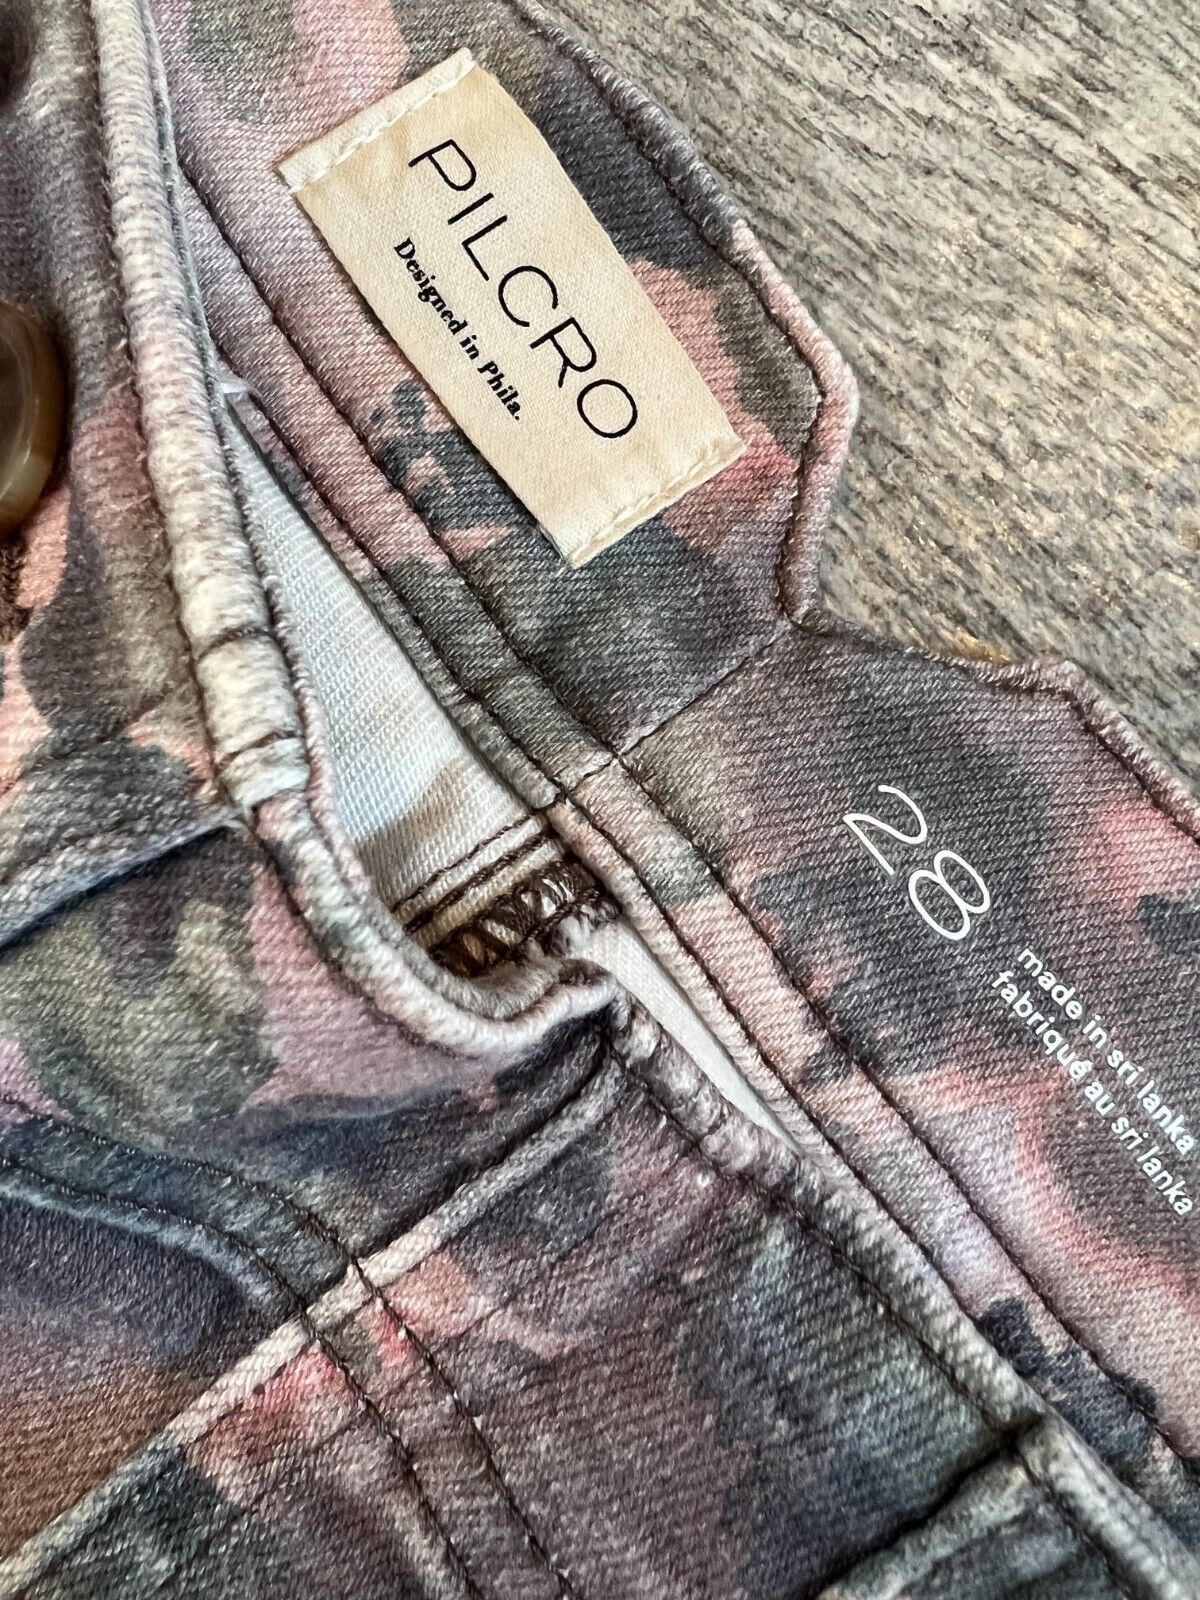 PILCRO
Designed in Phila.
28
made in sri lanka
fabriqué au sri lanka